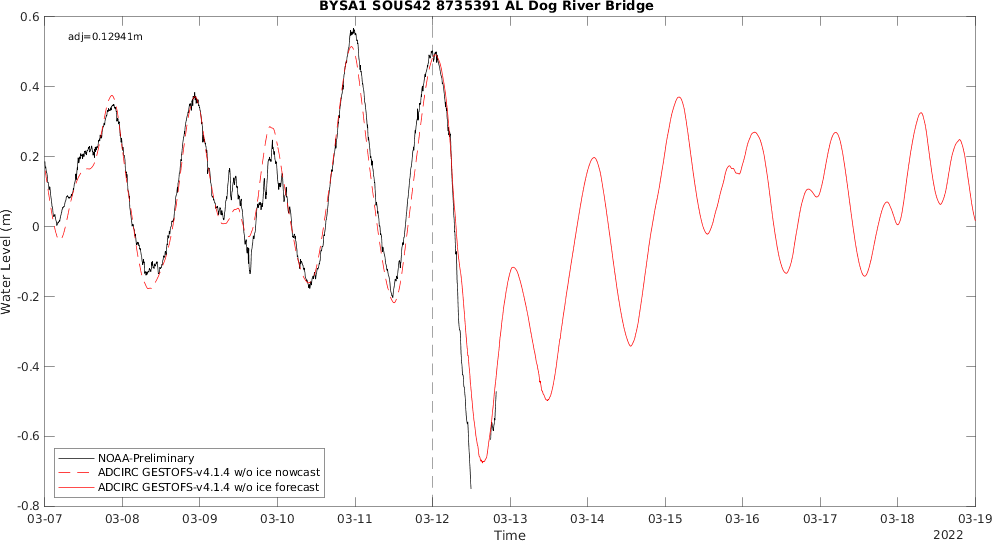 BYSA1 SOUS42 8735391 AL Dog River Bridge
adj=0.12941m
0.6
0.4
0.2
0
-0.2
-0.4
-0.6
-0.8
Water Level (m)
NOAA-Preliminary
ADCIRC GESTOFS-v4.1.4 w/o ice nowcast
ADCIRC GESTOFS-v4.1.4 w/o ice forecast
03-07 03-08 03-09 03-10 03-11 03-12 03-13 03-14 03-15 03-16 03-17 03-18 03-19
Time
2022